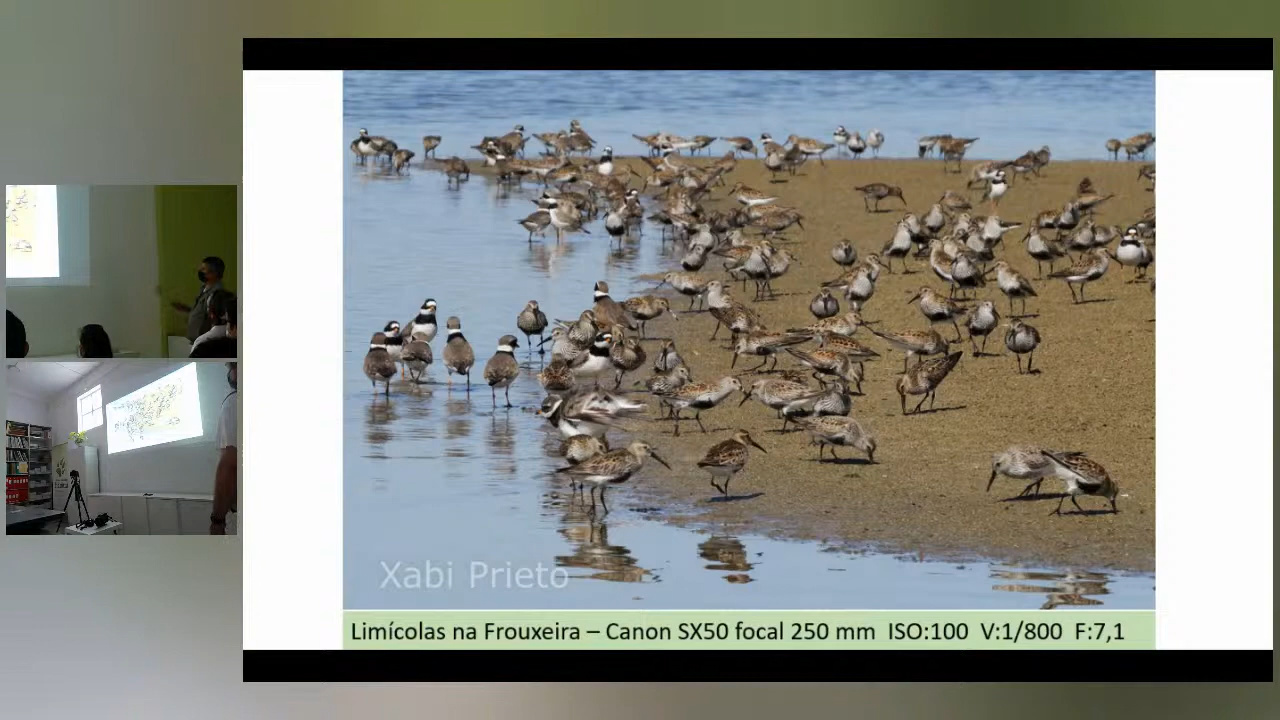 Xabi Prieto
Limícolas na Frouxeira – Canon SX50 focal 250 mm ISO:100 V:1/800 F:7,1